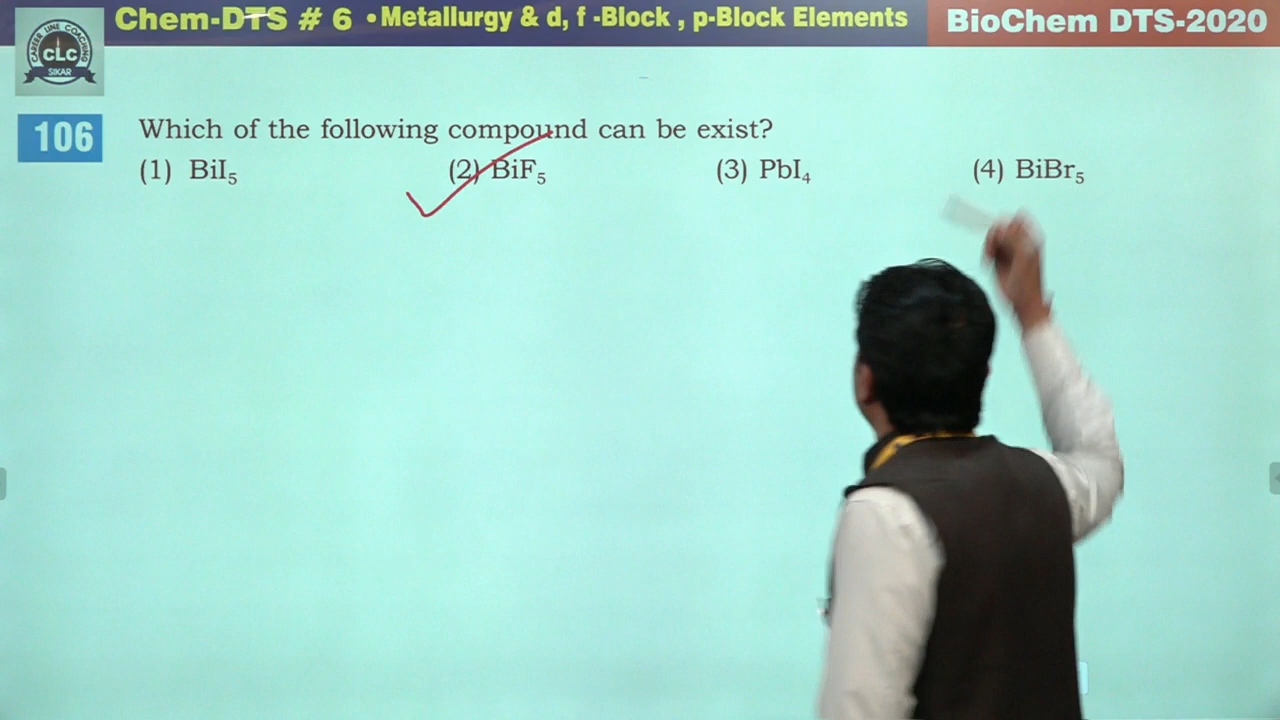 Chem-DTS # 6 • Metallurgy & d, f -Block , p-Block Elements BioChem DTS-2020
CAREER LINE COACHING
CLC
SIKAR
106 Which of the following compound can be exist?
(1) BiI₅ (2) BiF₅ (3) PbI₄ (4) BiBr₅